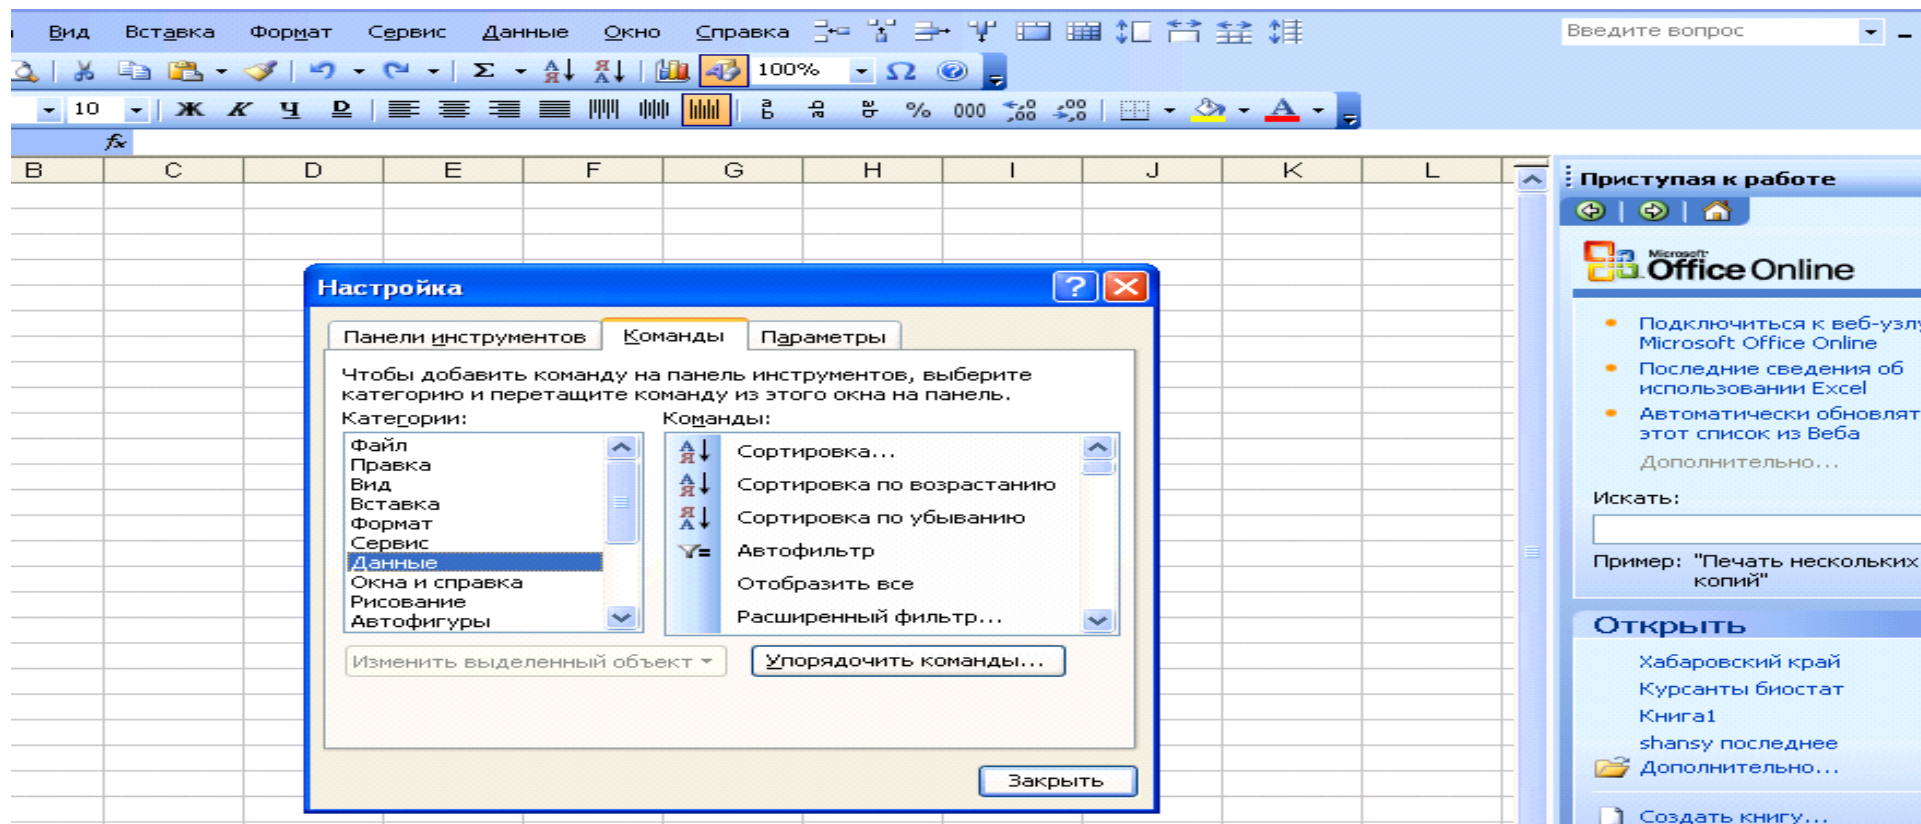 Вид Вставка Формат Сервис Данные Окно Справка Введите вопрос
Σ А Я Я А 100% Ω
10 Ж К Ч D % 000 ,00 ,0 A
fx
B C D E F G H I J K L
Приступая к работе
Microsoft
Office Online
Подключиться к веб-узлу
Microsoft Office Online
Последние сведения об
использовании Excel
Автоматически обновлят
этот список из Веба
Дополнительно...
Искать:
Пример: "Печать нескольких
копий"
Открыть
Хабаровский край
Курсанты биостат
Книга1
shansy последнее
Дополнительно...
Создать книгу...
Настройка
Панели инструментов Команды Параметры
Чтобы добавить команду на панель инструментов, выберите
категорию и перетащите команду из этого окна на панель.
Категории:
Файл
Правка
Вид
Вставка
Формат
Сервис
Данные
Окна и справка
Рисование
Автофигуры
Команды:
Сортировка...
Сортировка по возрастанию
Сортировка по убыванию
Автофильтр
Отобразить все
Расширенный фильтр...
Изменить выделенный объект Упорядочить команды...
Закрыть